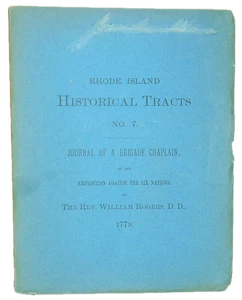 RHODE ISLAND
HISTORICAL TRACTS
NO. 7.
JOURNAL OF A BRIGADE CHAPLAIN,
IN THE
EXPEDITION AGAINST THE SIX NATIONS,
BY
THE REV. WILLIAM ROGERS, D. D.,
1779.